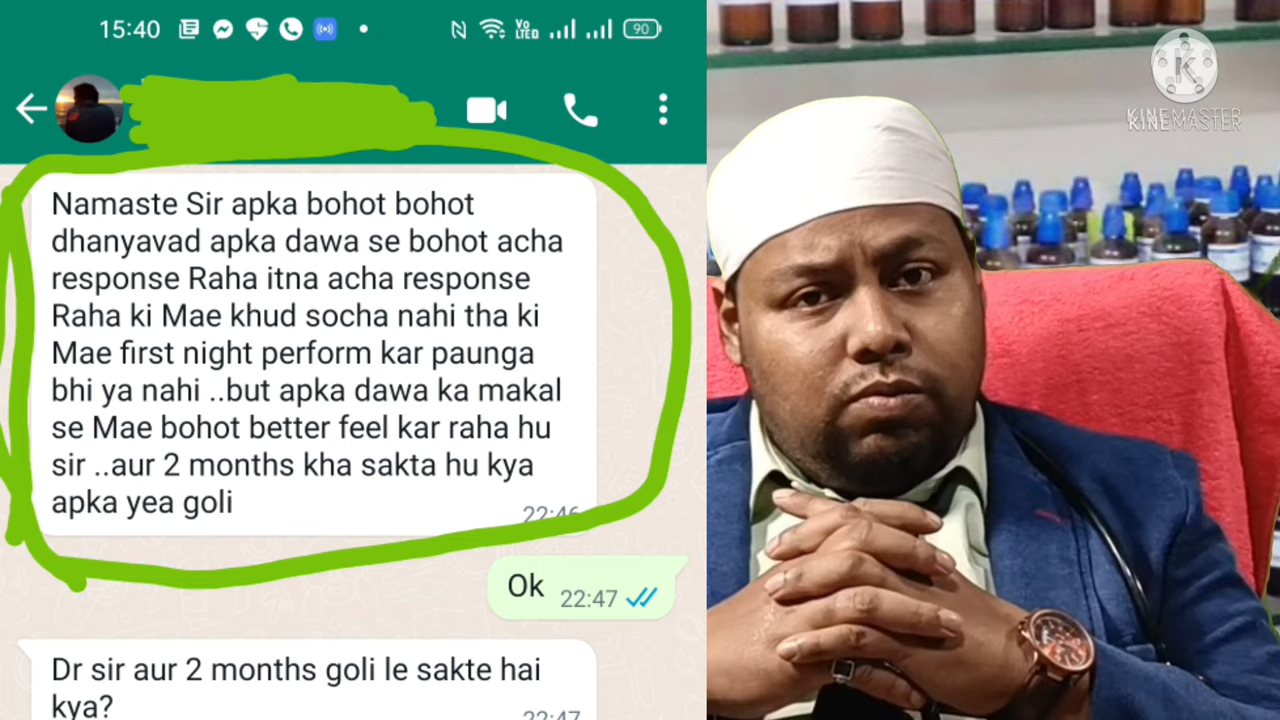 15:40
Vo
LTE
90
Namaste Sir apka bohot bohot
dhanyavad apka dawa se bohot acha
response Raha itna acha response
Raha ki Mae khud socha nahi tha ki
Mae first night perform kar paunga
bhi ya nahi ..but apka dawa ka makal
se Mae bohot better feel kar raha hu
sir ..aur 2 months kha sakta hu kya
apka yea goli
22:46
Ok 22:47
Dr sir aur 2 months goli le sakte hai
kya?
22:47
K
KINEMASTER
KINEMASTER